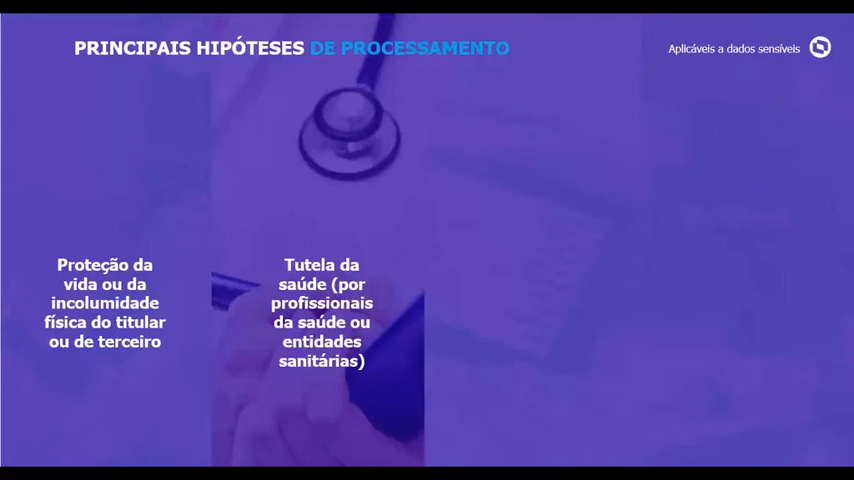 PRINCIPAIS HIPÓTESES DE PROCESSAMENTO
Aplicáveis a dados sensíveis
Proteção da
vida ou da
incolumidade
física do titular
ou de terceiro
Tutela da
saúde (por
profissionais
da saúde ou
entidades
sanitárias)